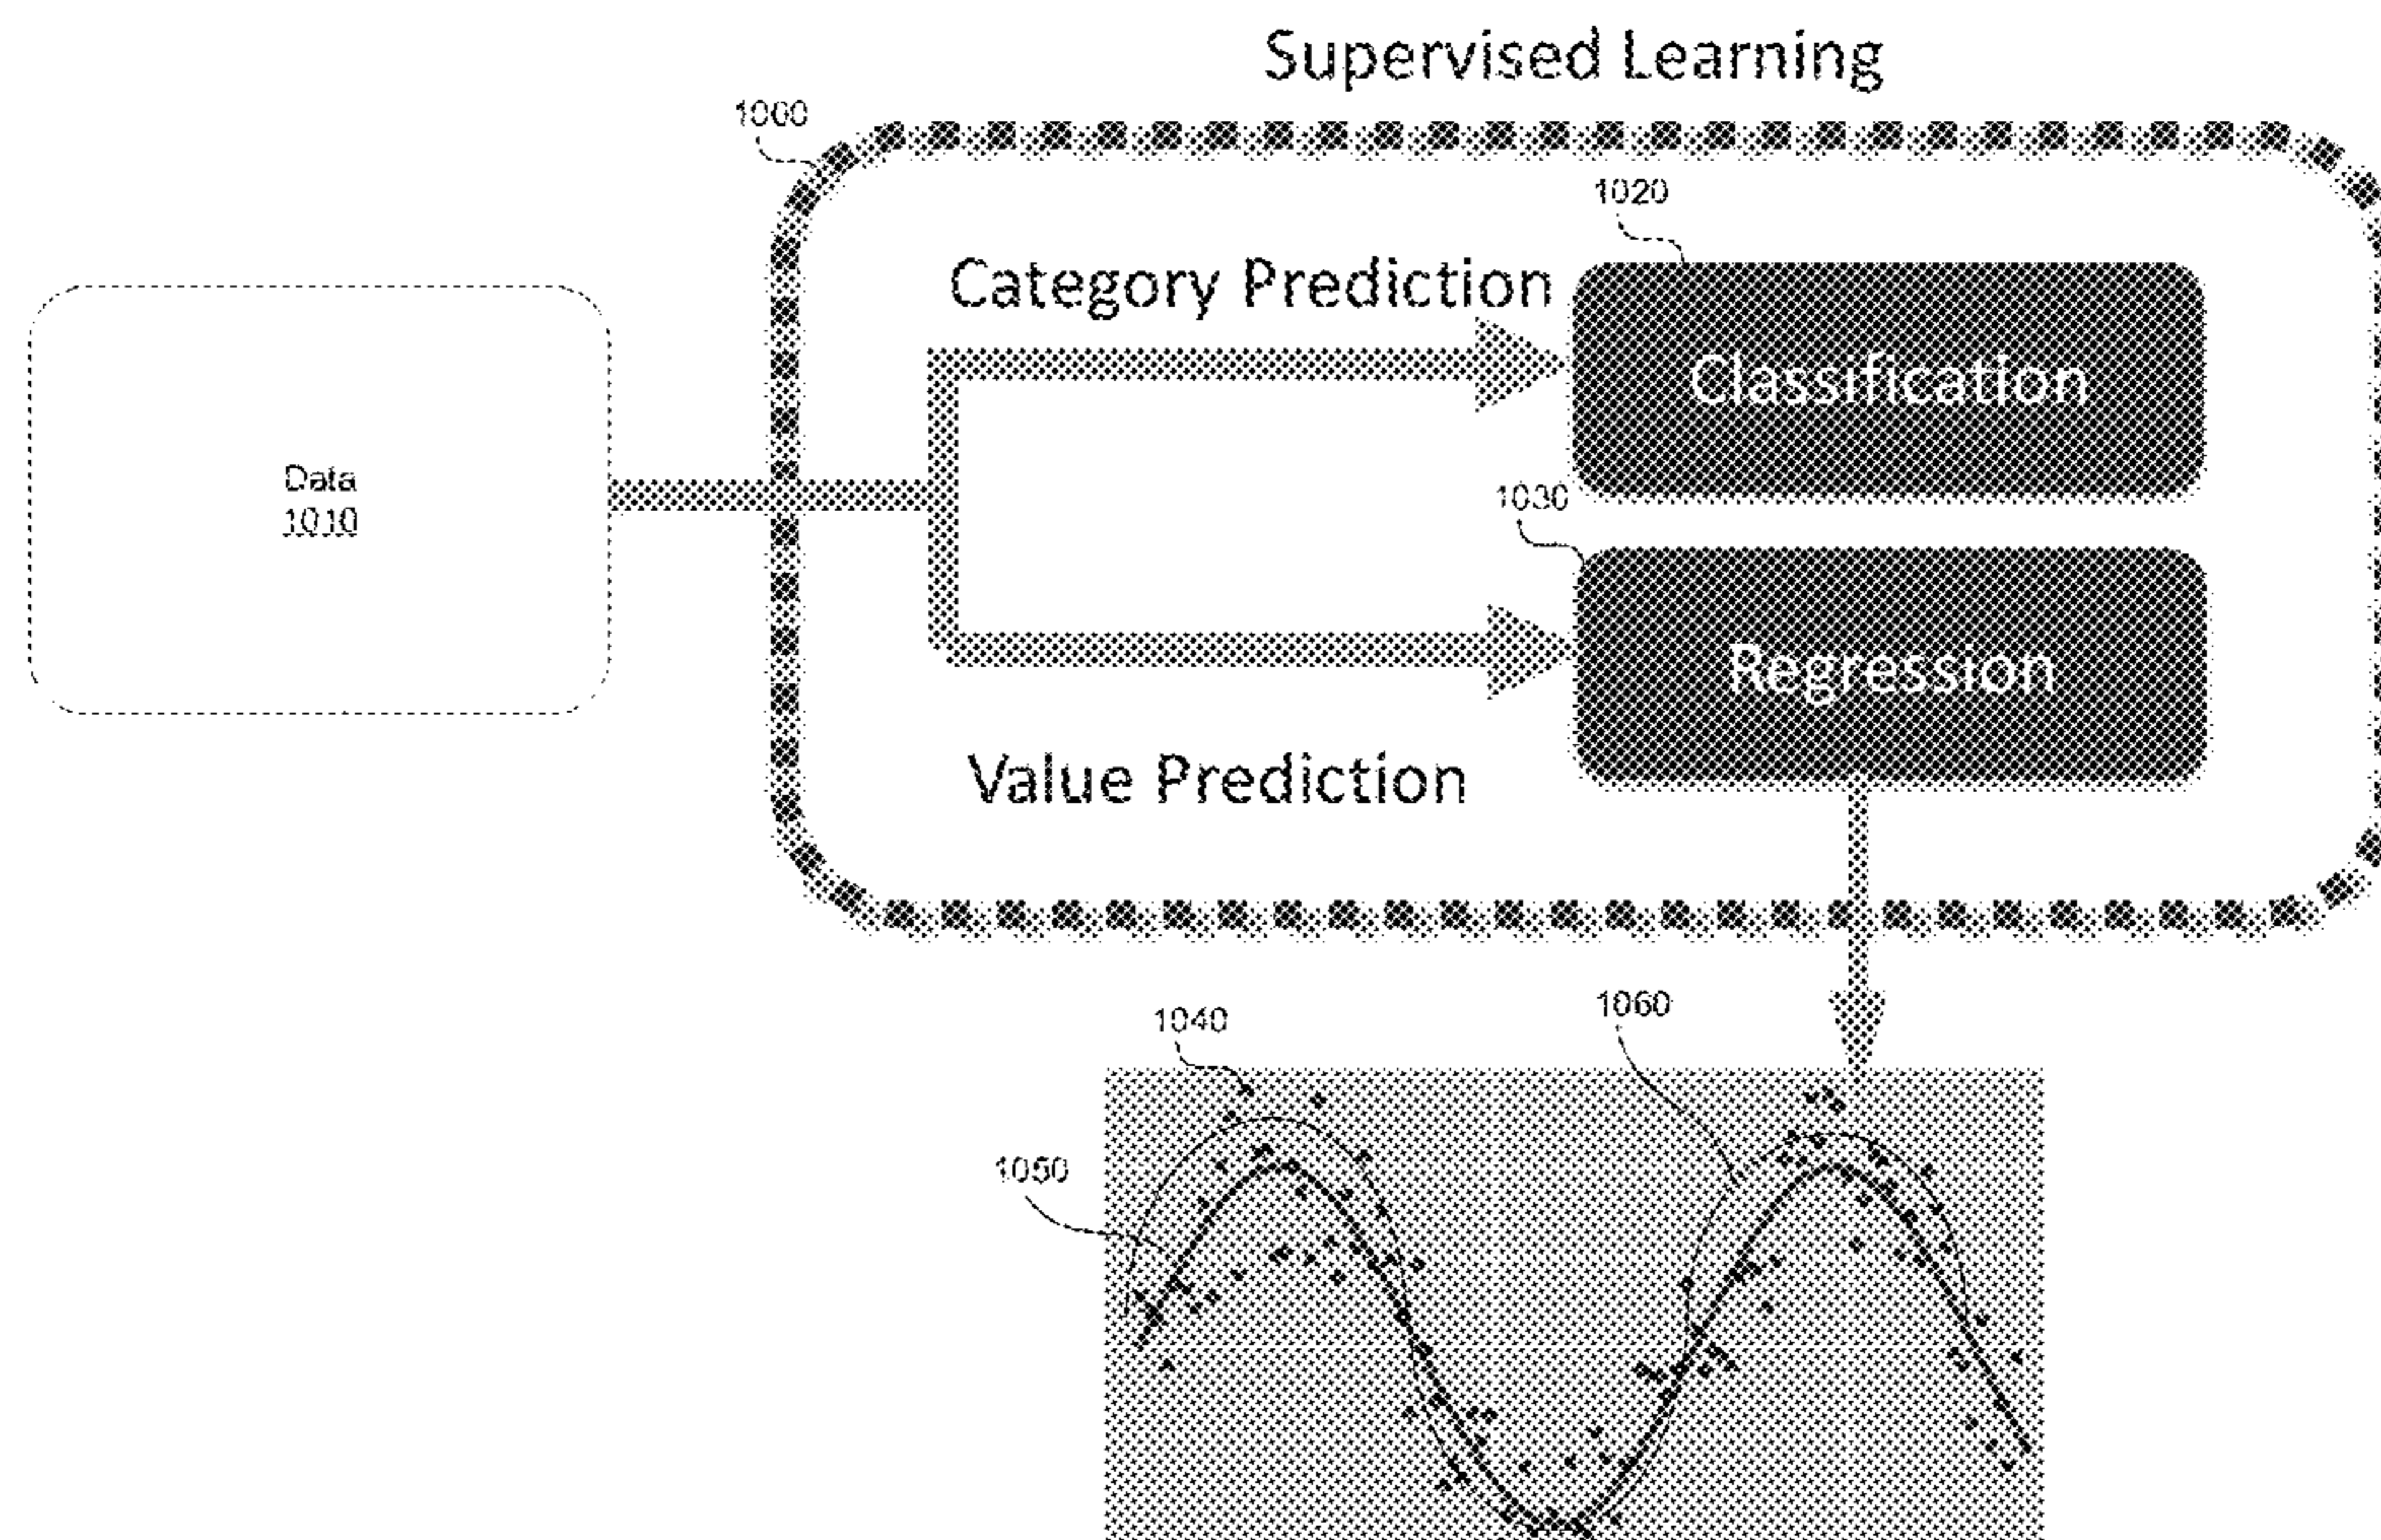 Supervised Learning
1000
1020
Category Prediction
Classification
Data
1010
1030
Regression
Value Prediction
1040
1060
1050